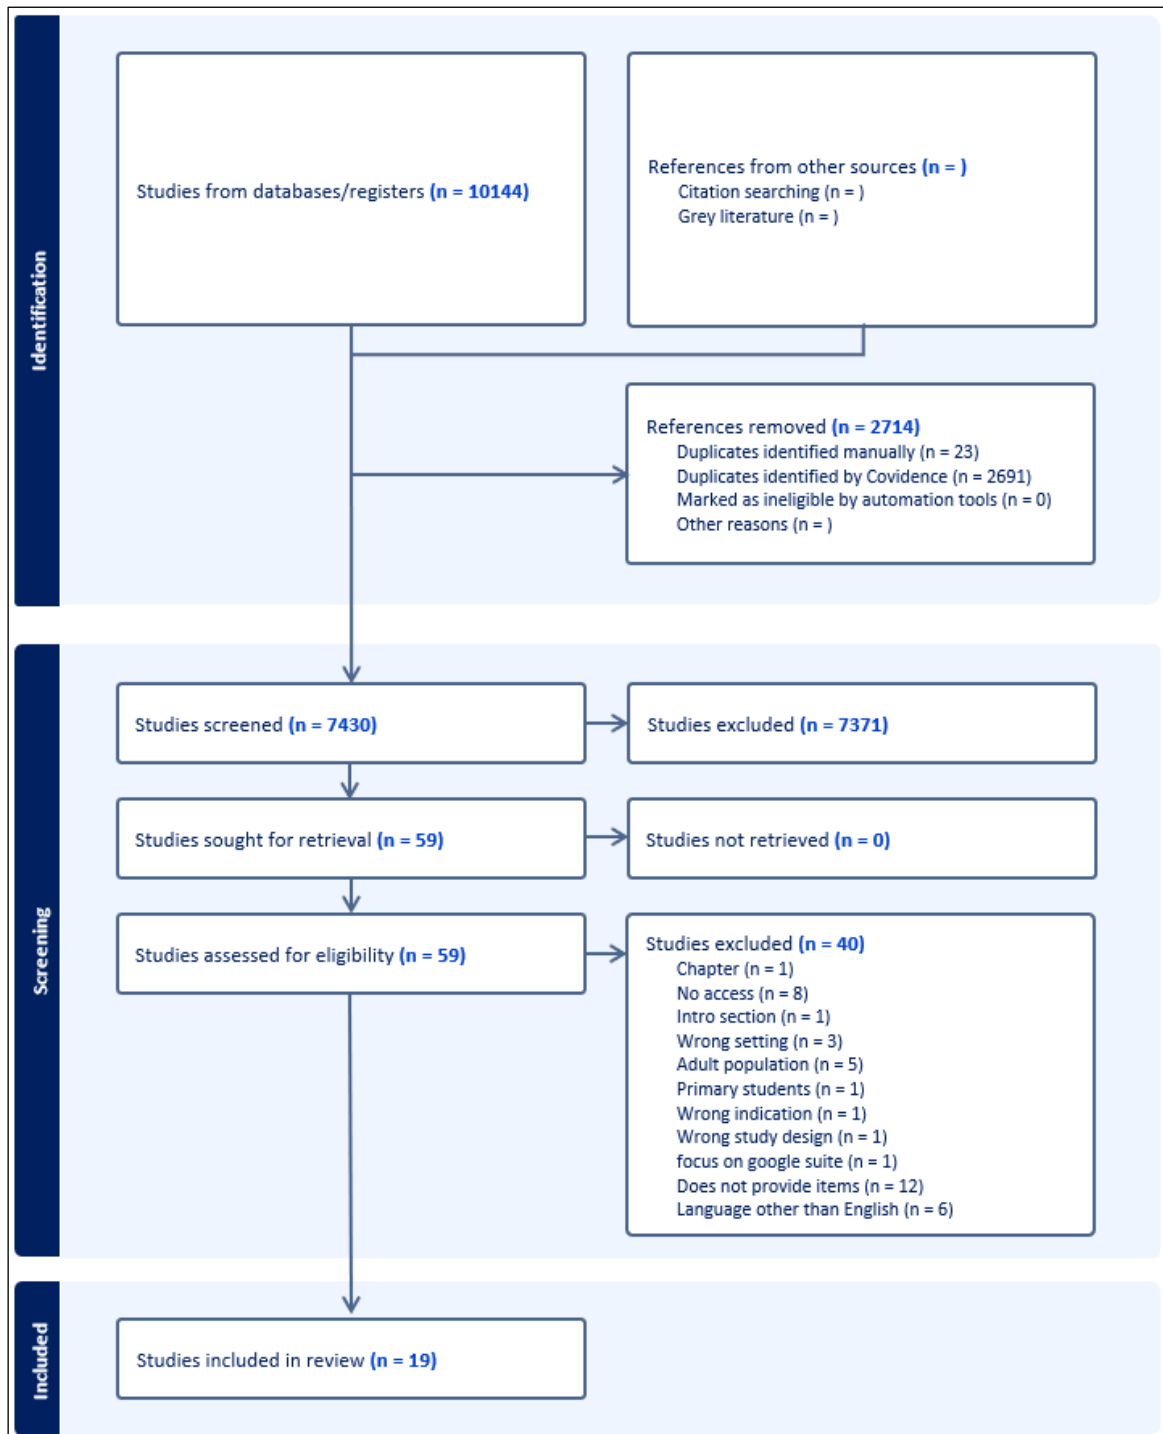 Identification
Studies from databases/registers (n = 10144)
References from other sources (n = )
Citation searching (n = )
Grey literature (n = )
References removed (n = 2714)
Duplicates identified manually (n = 23)
Duplicates identified by Covidence (n = 2691)
Marked as ineligible by automation tools (n = 0)
Other reasons (n = )
Screening
Studies screened (n = 7430)
Studies excluded (n = 7371)
Studies sought for retrieval (n = 59)
Studies not retrieved (n = 0)
Studies assessed for eligibility (n = 59)
Studies excluded (n = 40)
Chapter (n = 1)
No access (n = 8)
Intro section (n = 1)
Wrong setting (n = 3)
Adult population (n = 5)
Primary students (n = 1)
Wrong indication (n = 1)
Wrong study design (n = 1)
focus on google suite (n = 1)
Does not provide items (n = 12)
Language other than English (n = 6)
Included
Studies included in review (n = 19)